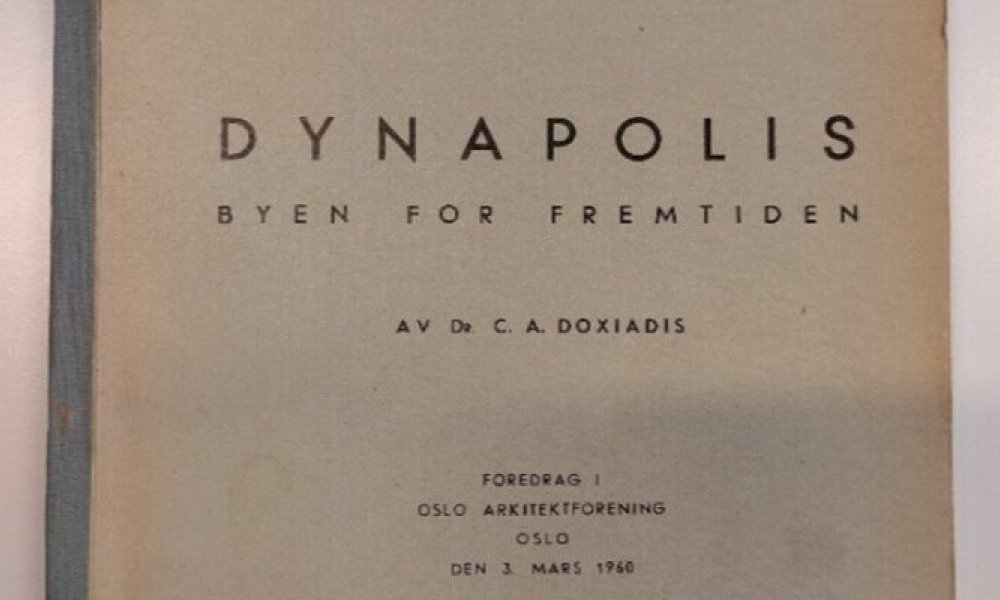 DYNAPOLIS
BYEN FOR FREMTIDEN
AV DR. C. A. DOXIADIS
FOREDRAG I
OSLO ARKITEKTFORENING
OSLO
DEN 3. MARS 1960